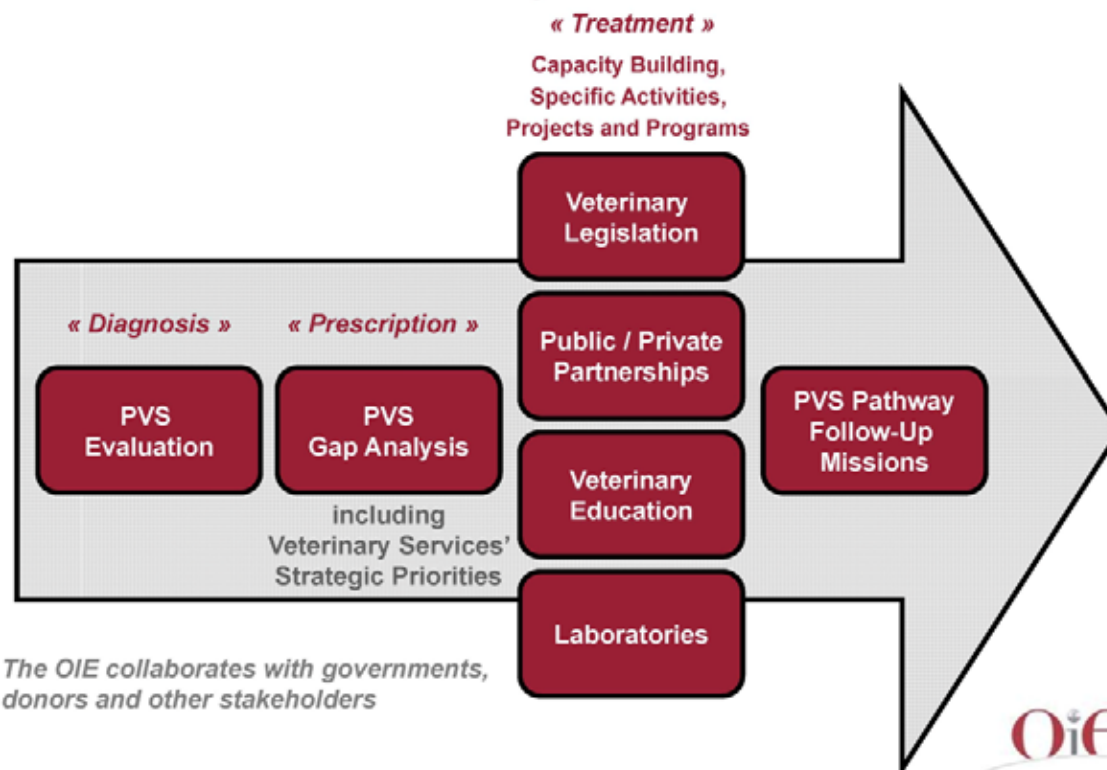 « Treatment »
Capacity Building,
Specific Activities,
Projects and Programs
Veterinary
Legislation
« Diagnosis »
« Prescription »
Public / Private
Partnerships
PVS
Evaluation
PVS
Gap Analysis
including
Veterinary Services'
Strategic Priorities
Veterinary
Education
PVS Pathway
Follow-Up
Missions
Laboratories
The OIE collaborates with governments,
donors and other stakeholders
OiE